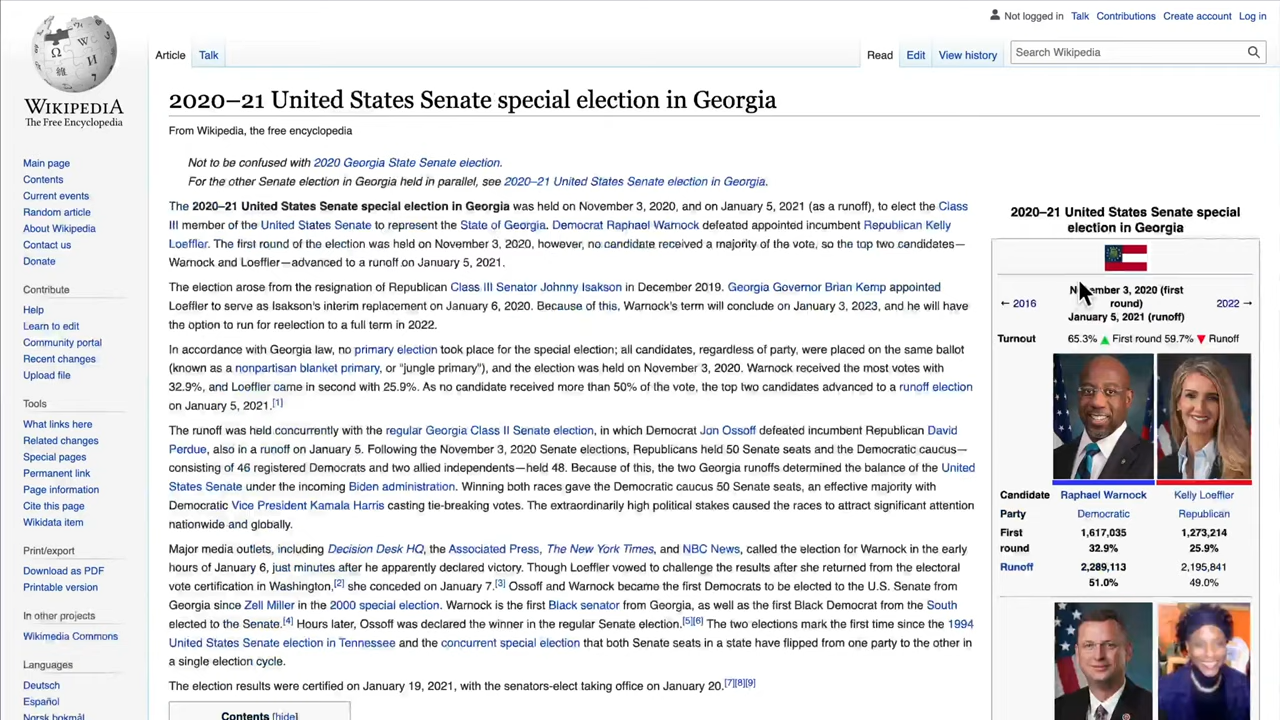 Not logged in Talk Contributions Create account Log in
Article Talk Read Edit View history Search Wikipedia
WIKIPEDIA
The Free Encyclopedia
2020–21 United States Senate special election in Georgia
From Wikipedia, the free encyclopedia
Not to be confused with 2020 Georgia State Senate election.
For the other Senate election in Georgia held in parallel, see 2020–21 United States Senate election in Georgia.
The 2020–21 United States Senate special election in Georgia was held on November 3, 2020, and on January 5, 2021 (as a runoff), to elect the Class
III member of the United States Senate to represent the State of Georgia. Democrat Raphael Warnock defeated appointed incumbent Republican Kelly
Loeffler. The first round of the election was held on November 3, 2020, however, no candidate received a majority of the vote, so the top two candidates—
Warnock and Loeffler—advanced to a runoff on January 5, 2021.
The election arose from the resignation of Republican Class III Senator Johnny Isakson in December 2019. Georgia Governor Brian Kemp appointed
Loeffler to serve as Isakson's interim replacement on January 6, 2020. Because of this, Warnock's term will conclude on January 3, 2023, and he will have
the option to run for reelection to a full term in 2022.
In accordance with Georgia law, no primary election took place for the special election; all candidates, regardless of party, were placed on the same ballot
(known as a nonpartisan blanket primary, or "jungle primary"), and the election was held on November 3, 2020. Warnock received the most votes with
32.9%, and Loeffler came in second with 25.9%. As no candidate received more than 50% of the vote, the top two candidates advanced to a runoff election
on January 5, 2021.[1]
The runoff was held concurrently with the regular Georgia Class II Senate election, in which Democrat Jon Ossoff defeated incumbent Republican David
Perdue, also in a runoff on January 5. Following the November 3, 2020 Senate elections, Republicans held 50 Senate seats and the Democratic caucus—
consisting of 46 registered Democrats and two allied independents—held 48. Because of this, the two Georgia runoffs determined the balance of the United
States Senate under the incoming Biden administration. Winning both races gave the Democratic caucus 50 Senate seats, an effective majority with
Democratic Vice President Kamala Harris casting tie-breaking votes. The extraordinarily high political stakes caused the races to attract significant attention
nationwide and globally.
Major media outlets, including Decision Desk HQ, the Associated Press, The New York Times, and NBC News, called the election for Warnock in the early
hours of January 6, just minutes after he apparently declared victory. Though Loeffler vowed to challenge the results after she returned from the electoral
vote certification in Washington,[2] she conceded on January 7.[3] Ossoff and Warnock became the first Democrats to be elected to the U.S. Senate from
Georgia since Zell Miller in the 2000 special election. Warnock is the first Black senator from Georgia, as well as the first Black Democrat from the South
elected to the Senate.[4] Hours later, Ossoff was declared the winner in the regular Senate election.[5][6] The two elections mark the first time since the 1994
United States Senate election in Tennessee and the concurrent special election that both Senate seats in a state have flipped from one party to the other in
a single election cycle.
The election results were certified on January 19, 2021, with the senators-elect taking office on January 20.[7][8][9]
Contents [hide]
Main page
Contents
Current events
Random article
About Wikipedia
Contact us
Donate
Contribute
Help
Learn to edit
Community portal
Recent changes
Upload file
Tools
What links here
Related changes
Special pages
Permanent link
Page information
Cite this page
Wikidata item
Print/export
Download as PDF
Printable version
In other projects
Wikimedia Commons
Languages
Deutsch
Español
Norsk bokmål
2020–21 United States Senate special
election in Georgia
November 3, 2020 (first
← 2016 round) 2022 →
January 5, 2021 (runoff)
Turnout 65.3% ▲ First round 59.7% ▼ Runoff
Candidate Raphael Warnock Kelly Loeffler
Party Democratic Republican
First 1,617,035 1,273,214
round 32.9% 25.9%
Runoff 2,289,113 2,195,841
51.0% 49.0%